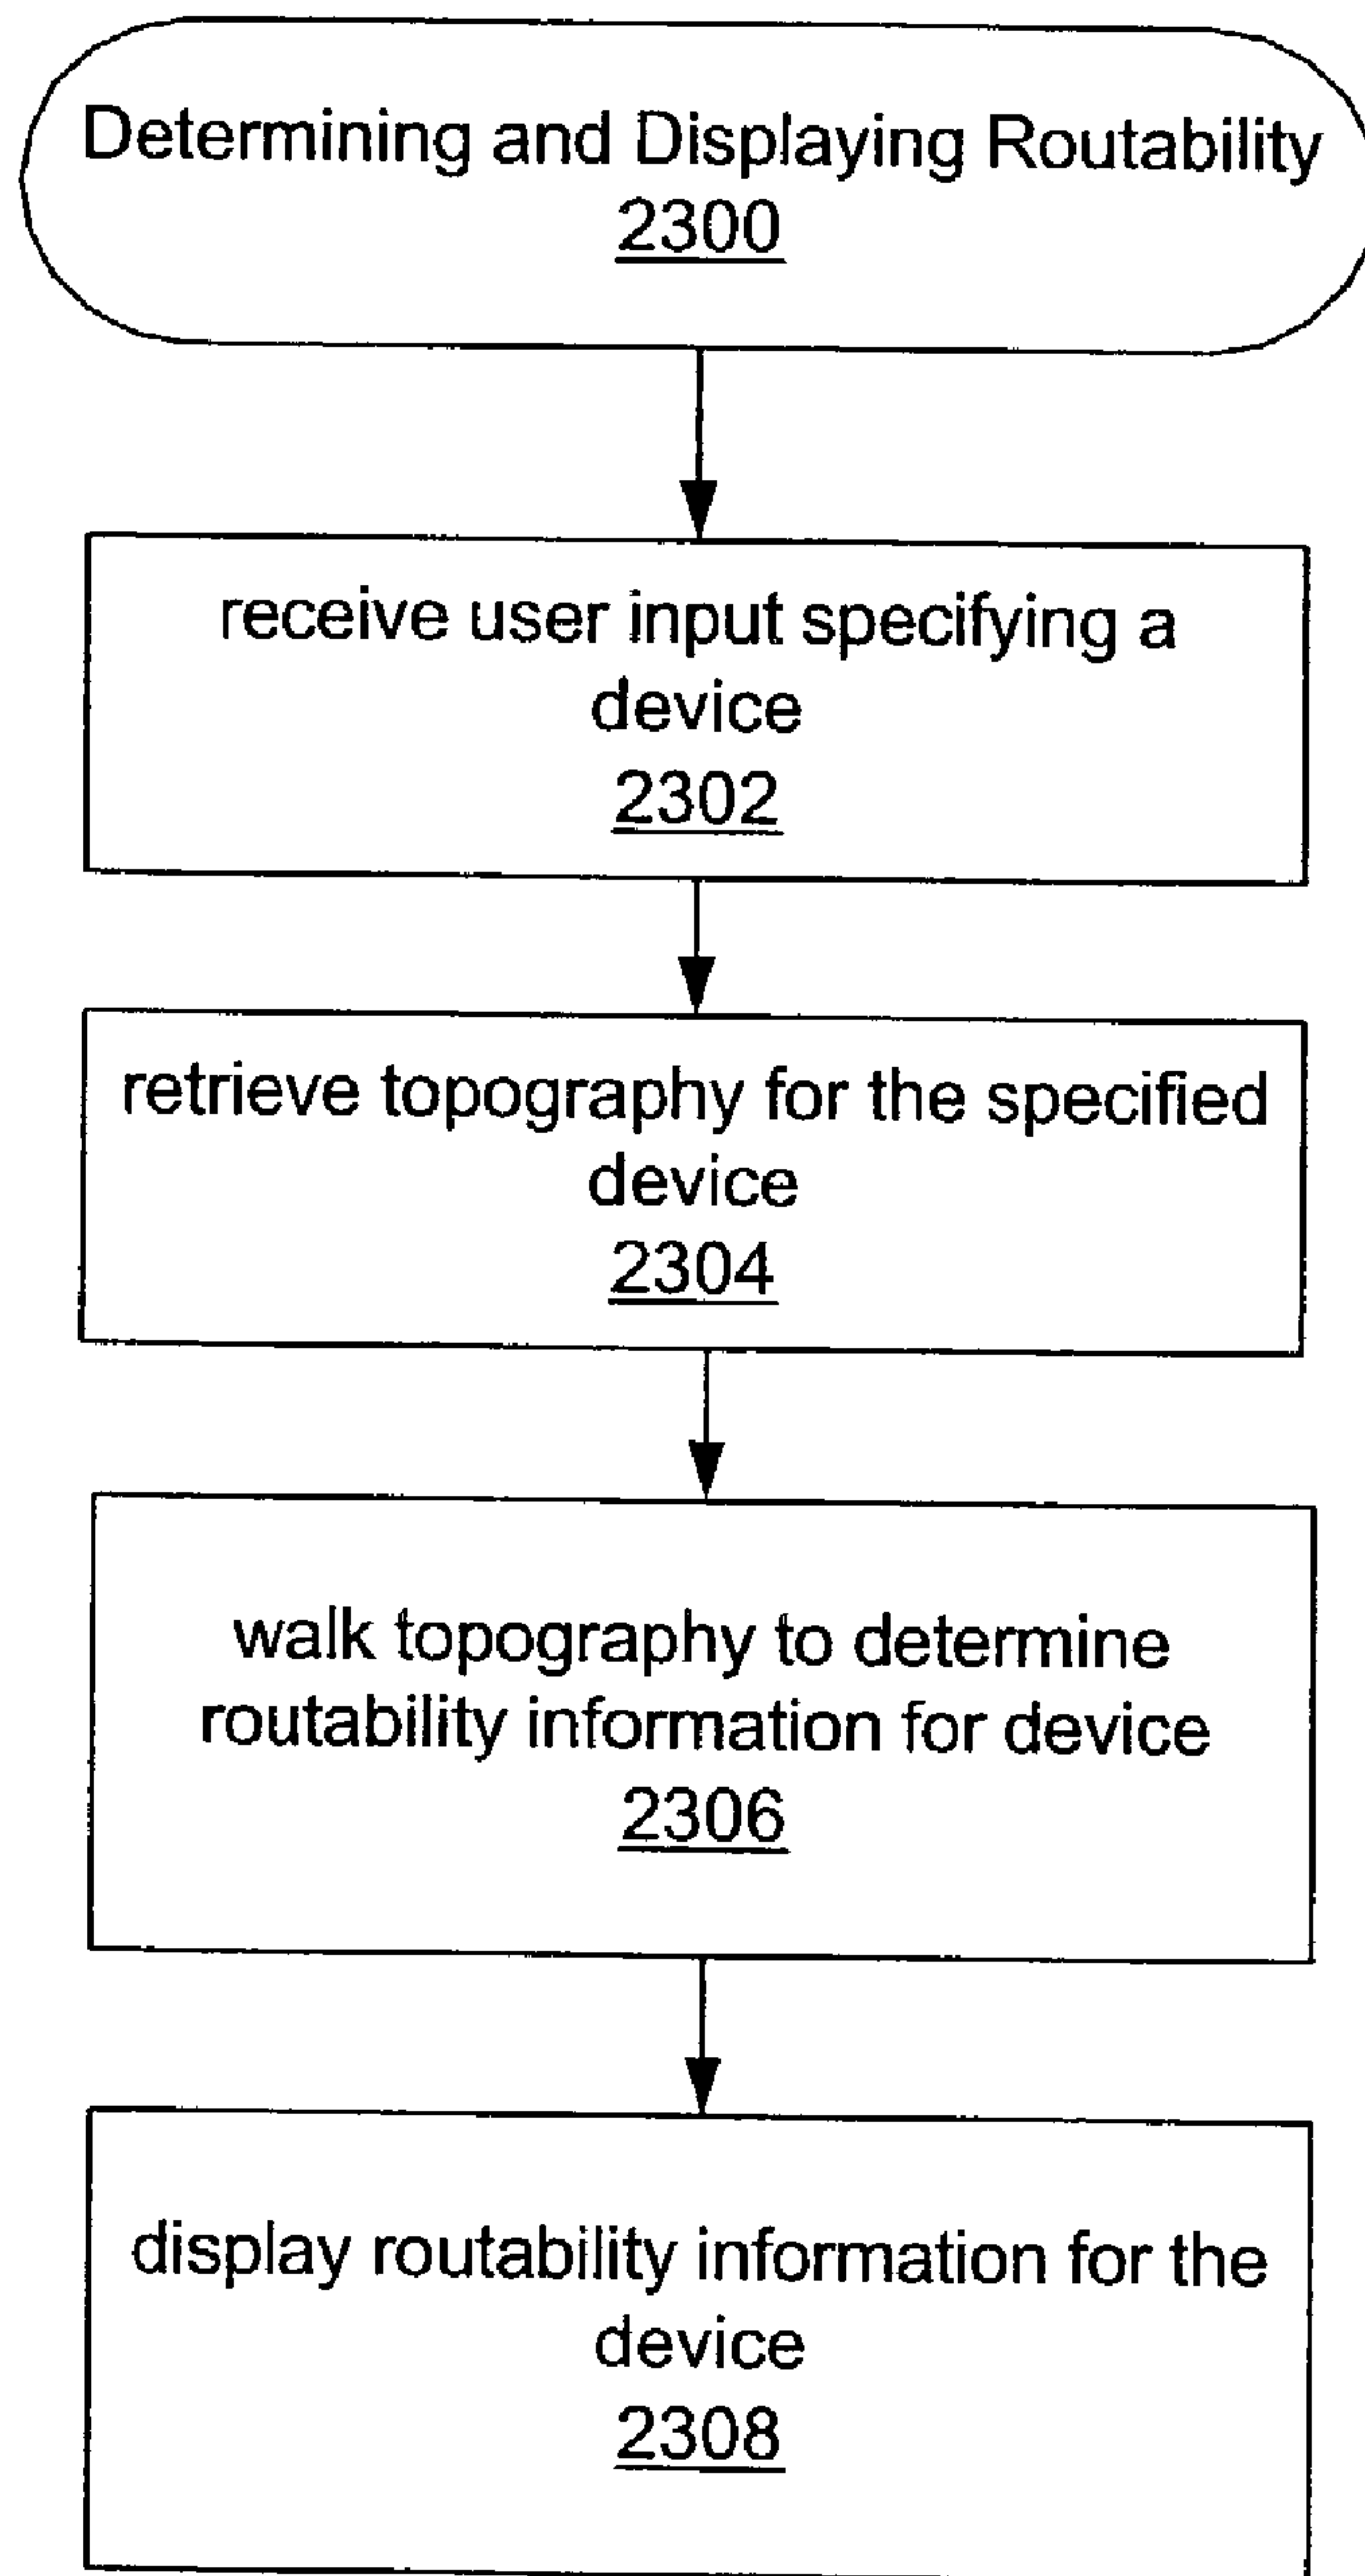 Determining and Displaying Routability
2300
receive user input specifying a
device
2302
retrieve topography for the specified
device
2304
walk topography to determine
routability information for device
2306
display routability information for the
device
2308